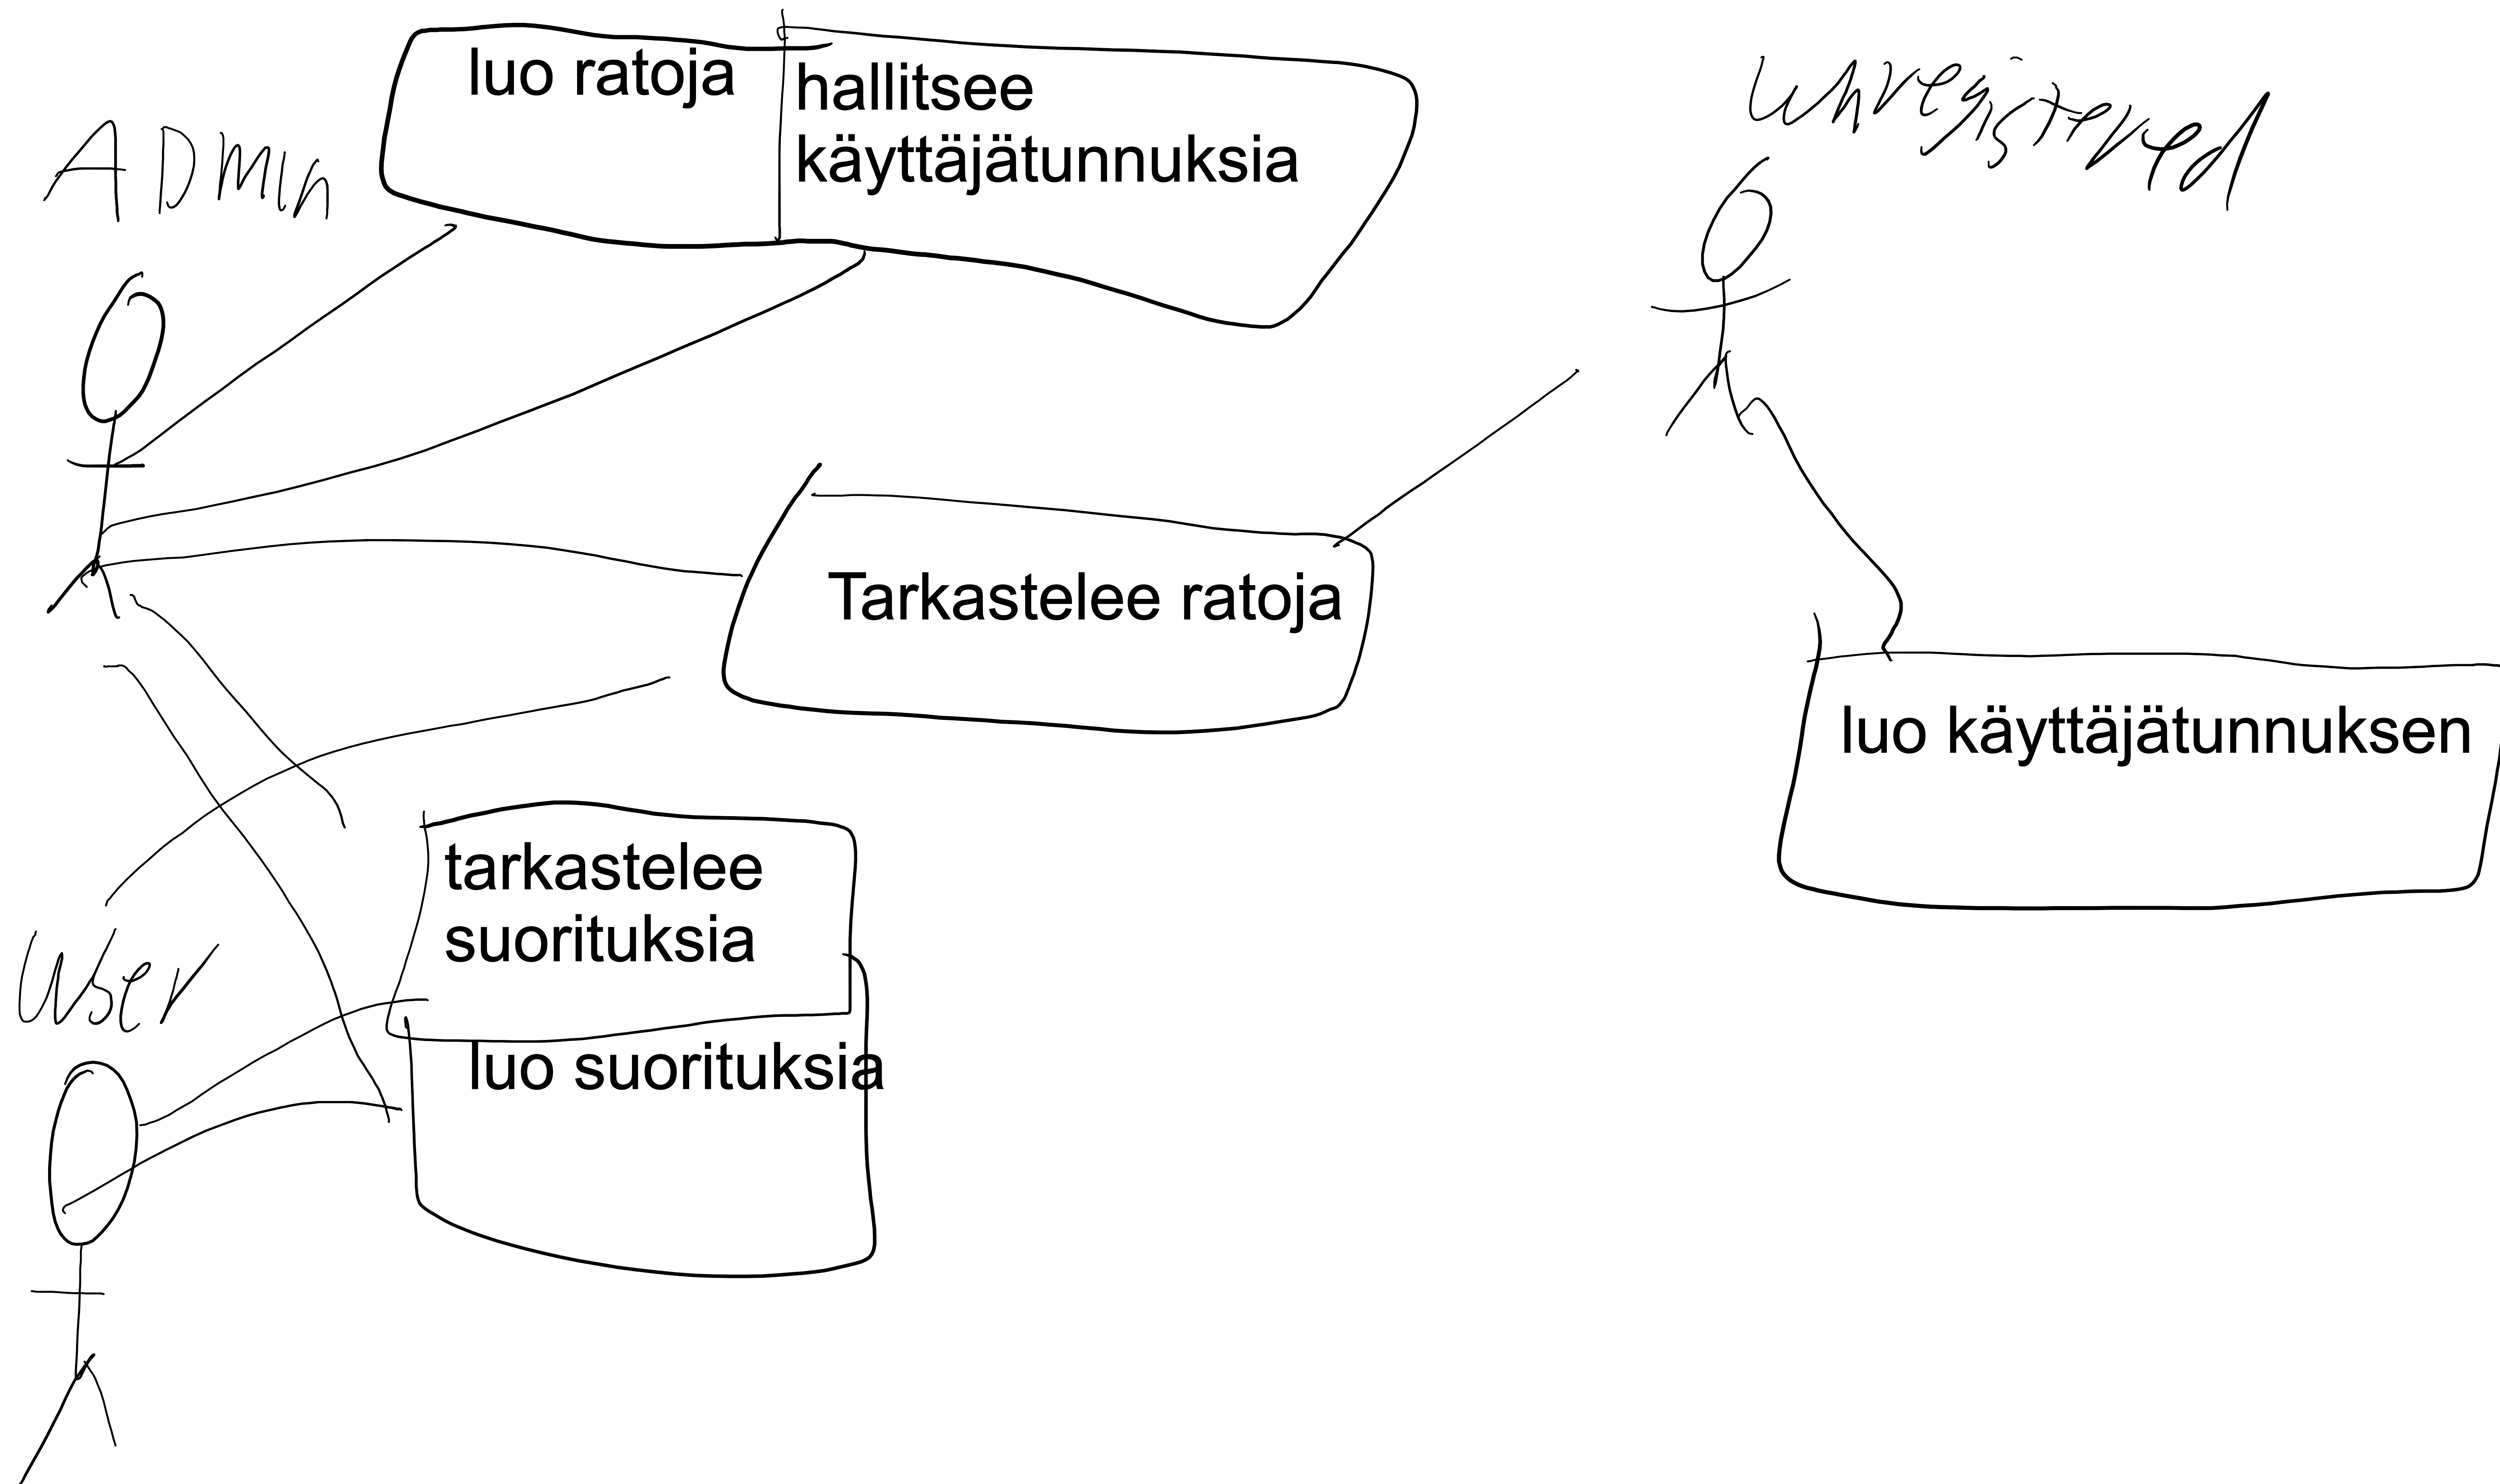 luo ratoja
hallitsee
käyttäjätunnuksia
ADMIN
unregistered
Tarkastelee ratoja
luo käyttäjätunnuksen
tarkastelee
suorituksia
user
luo suorituksia